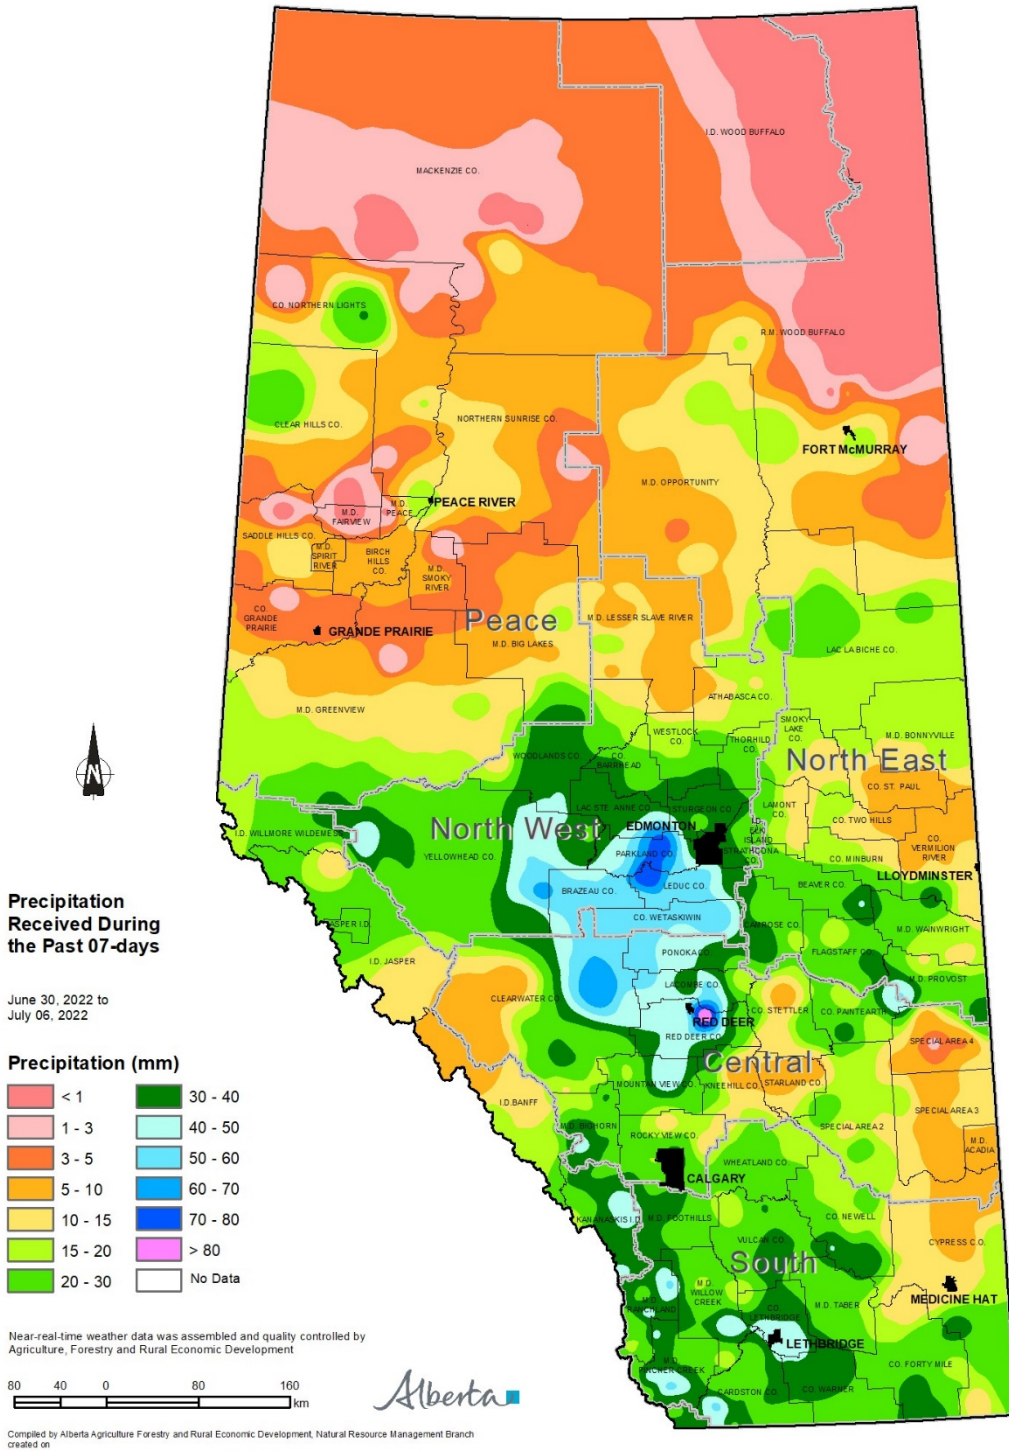 I.D. WOOD BUFFALO
MACKENZIE CO.
CO. NORTHERN LIGHTS
R.M. WOOD BUFFALO
CLEAR HILLS CO.
NORTHERN SUNRISE CO.
FORT McMURRAY
M.D. OPPORTUNITY
M.D.
PEACE
PEACE RIVER
M.D.
FAIRVIEW
SADDLE HILLS CO.
M.D.
SPIRIT
RIVER
BIRCH
HILLS
CO.
M.D.
SMOKY
RIVER
CO.
GRANDE
PRAIRIE
GRANDE PRAIRIE
Peace
M.D. LESSER SLAVE RIVER
M.D. BIG LAKES
LAC LA BICHE CO.
M.D. GREENVIEW
ATHABASCA CO.
N
WOODLANDS CO.
CO.
BARRHEAD
WESTLOCK
CO.
THORHILD
CO.
SMOKY
LAKE
CO.
M.D. BONNYVILLE
North East
CO. ST. PAUL
LAC STE. ANNE CO.
STURGEON CO.
LAMONT
CO.
CO. TWO HILLS
I.D. WILLMORE WILDERNESS
North West
EDMONTON
I.D.
ELK
ISLAND
STRATHCONA
CO.
CO.
VERMILION
RIVER
YELLOWHEAD CO.
PARKLAND CO.
CO. MINBURN
LLOYDMINSTER
BRAZEAU CO.
LEDUC CO.
BEAVER CO.
CO. WETASKIWIN
CAMROSE CO.
M.D. WAINWRIGHT
JASPER I.D.
I.D. JASPER
PONOKA CO.
FLAGSTAFF CO.
M.D. PROVOST
CLEARWATER CO.
LACOMBE CO.
CO. STETTLER
CO. PAINTEARTH
RED DEER
RED DEER CO.
SPECIAL AREA 4
Central
MOUNTAIN VIEW CO.
KNEEHILL CO.
STARLAND CO.
I.D. BANFF
SPECIAL AREA 3
M.D. BIGHORN
ROCKY VIEW CO.
SPECIAL AREA 2
M.D.
ACADIA
WHEATLAND CO.
CALGARY
KANANASKIS I.D.
M.D. FOOTHILLS
CO. NEWELL
VULCAN CO.
CYPRESS C.O.
South
M.D.
WILLOW
CREEK
M.D.
RANCHLAND
MEDICINE HAT
CO.
LETHBRIDGE
M.D. TABER
LETHBRIDGE
M.D.
PINCHER CREEK
CO. FORTY MILE
CARDSTON CO.
CO. WARNER
Precipitation
Received During
the Past 07-days
June 30, 2022 to
July 06, 2022
Precipitation (mm)
< 1
1 - 3
3 - 5
5 - 10
10 - 15
15 - 20
20 - 30
30 - 40
40 - 50
50 - 60
60 - 70
70 - 80
> 80
No Data
Near-real-time weather data was assembled and quality controlled by
Agriculture, Forestry and Rural Economic Development
80 40 0 80 160
km
Alberta
Compiled by Alberta Agriculture Forestry and Rural Economic Development, Natural Resource Management Branch
created on